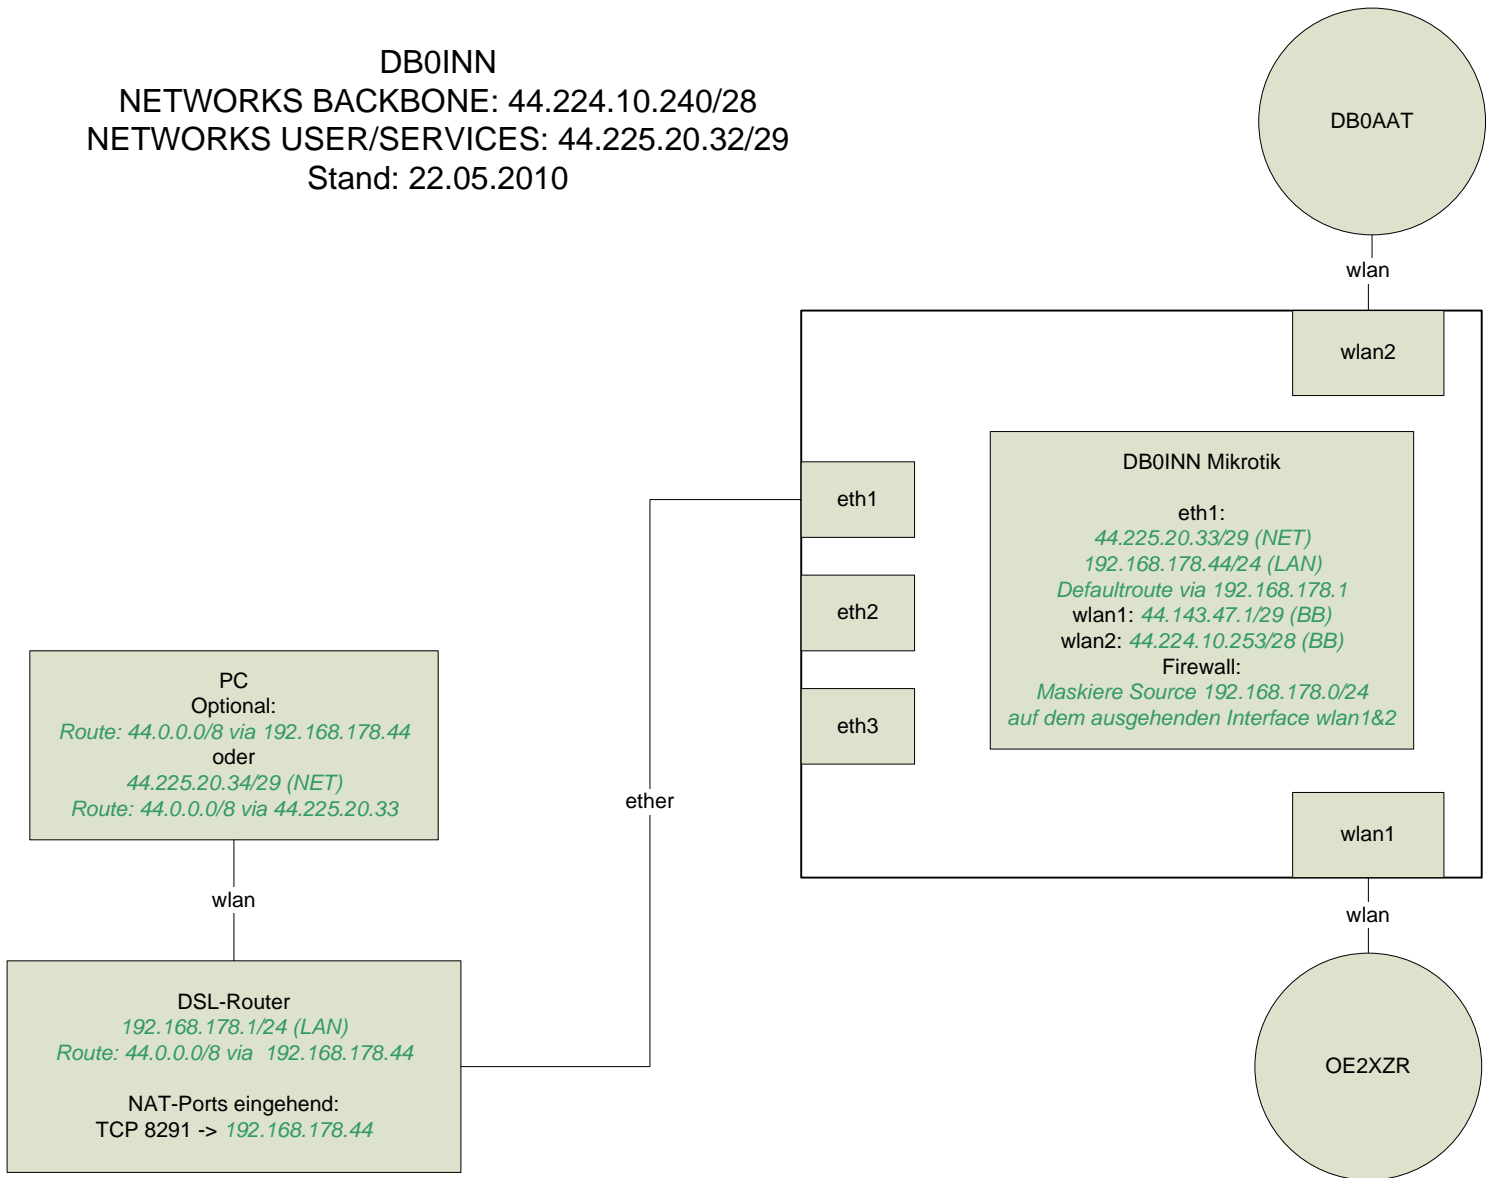 DB0INN
NETWORKS BACKBONE: 44.224.10.240/28
NETWORKS USER/SERVICES: 44.225.20.32/29
Stand: 22.05.2010
DB0AAT
wlan
wlan2
DB0INN Mikrotik
eth1:
44.225.20.33/29 (NET)
192.168.178.44/24 (LAN)
Defaultroute via 192.168.178.1
wlan1: 44.143.47.1/29 (BB)
wlan2: 44.224.10.253/28 (BB)
Firewall:
Maskiere Source 192.168.178.0/24
auf dem ausgehenden Interface wlan1&2
eth1
eth2
eth3
wlan1
wlan
OE2XZR
ether
PC
Optional:
Route: 44.0.0.0/8 via 192.168.178.44
oder
44.225.20.34/29 (NET)
Route: 44.0.0.0/8 via 44.225.20.33
wlan
DSL-Router
192.168.178.1/24 (LAN)
Route: 44.0.0.0/8 via  192.168.178.44
NAT-Ports eingehend:
TCP 8291 -> 192.168.178.44